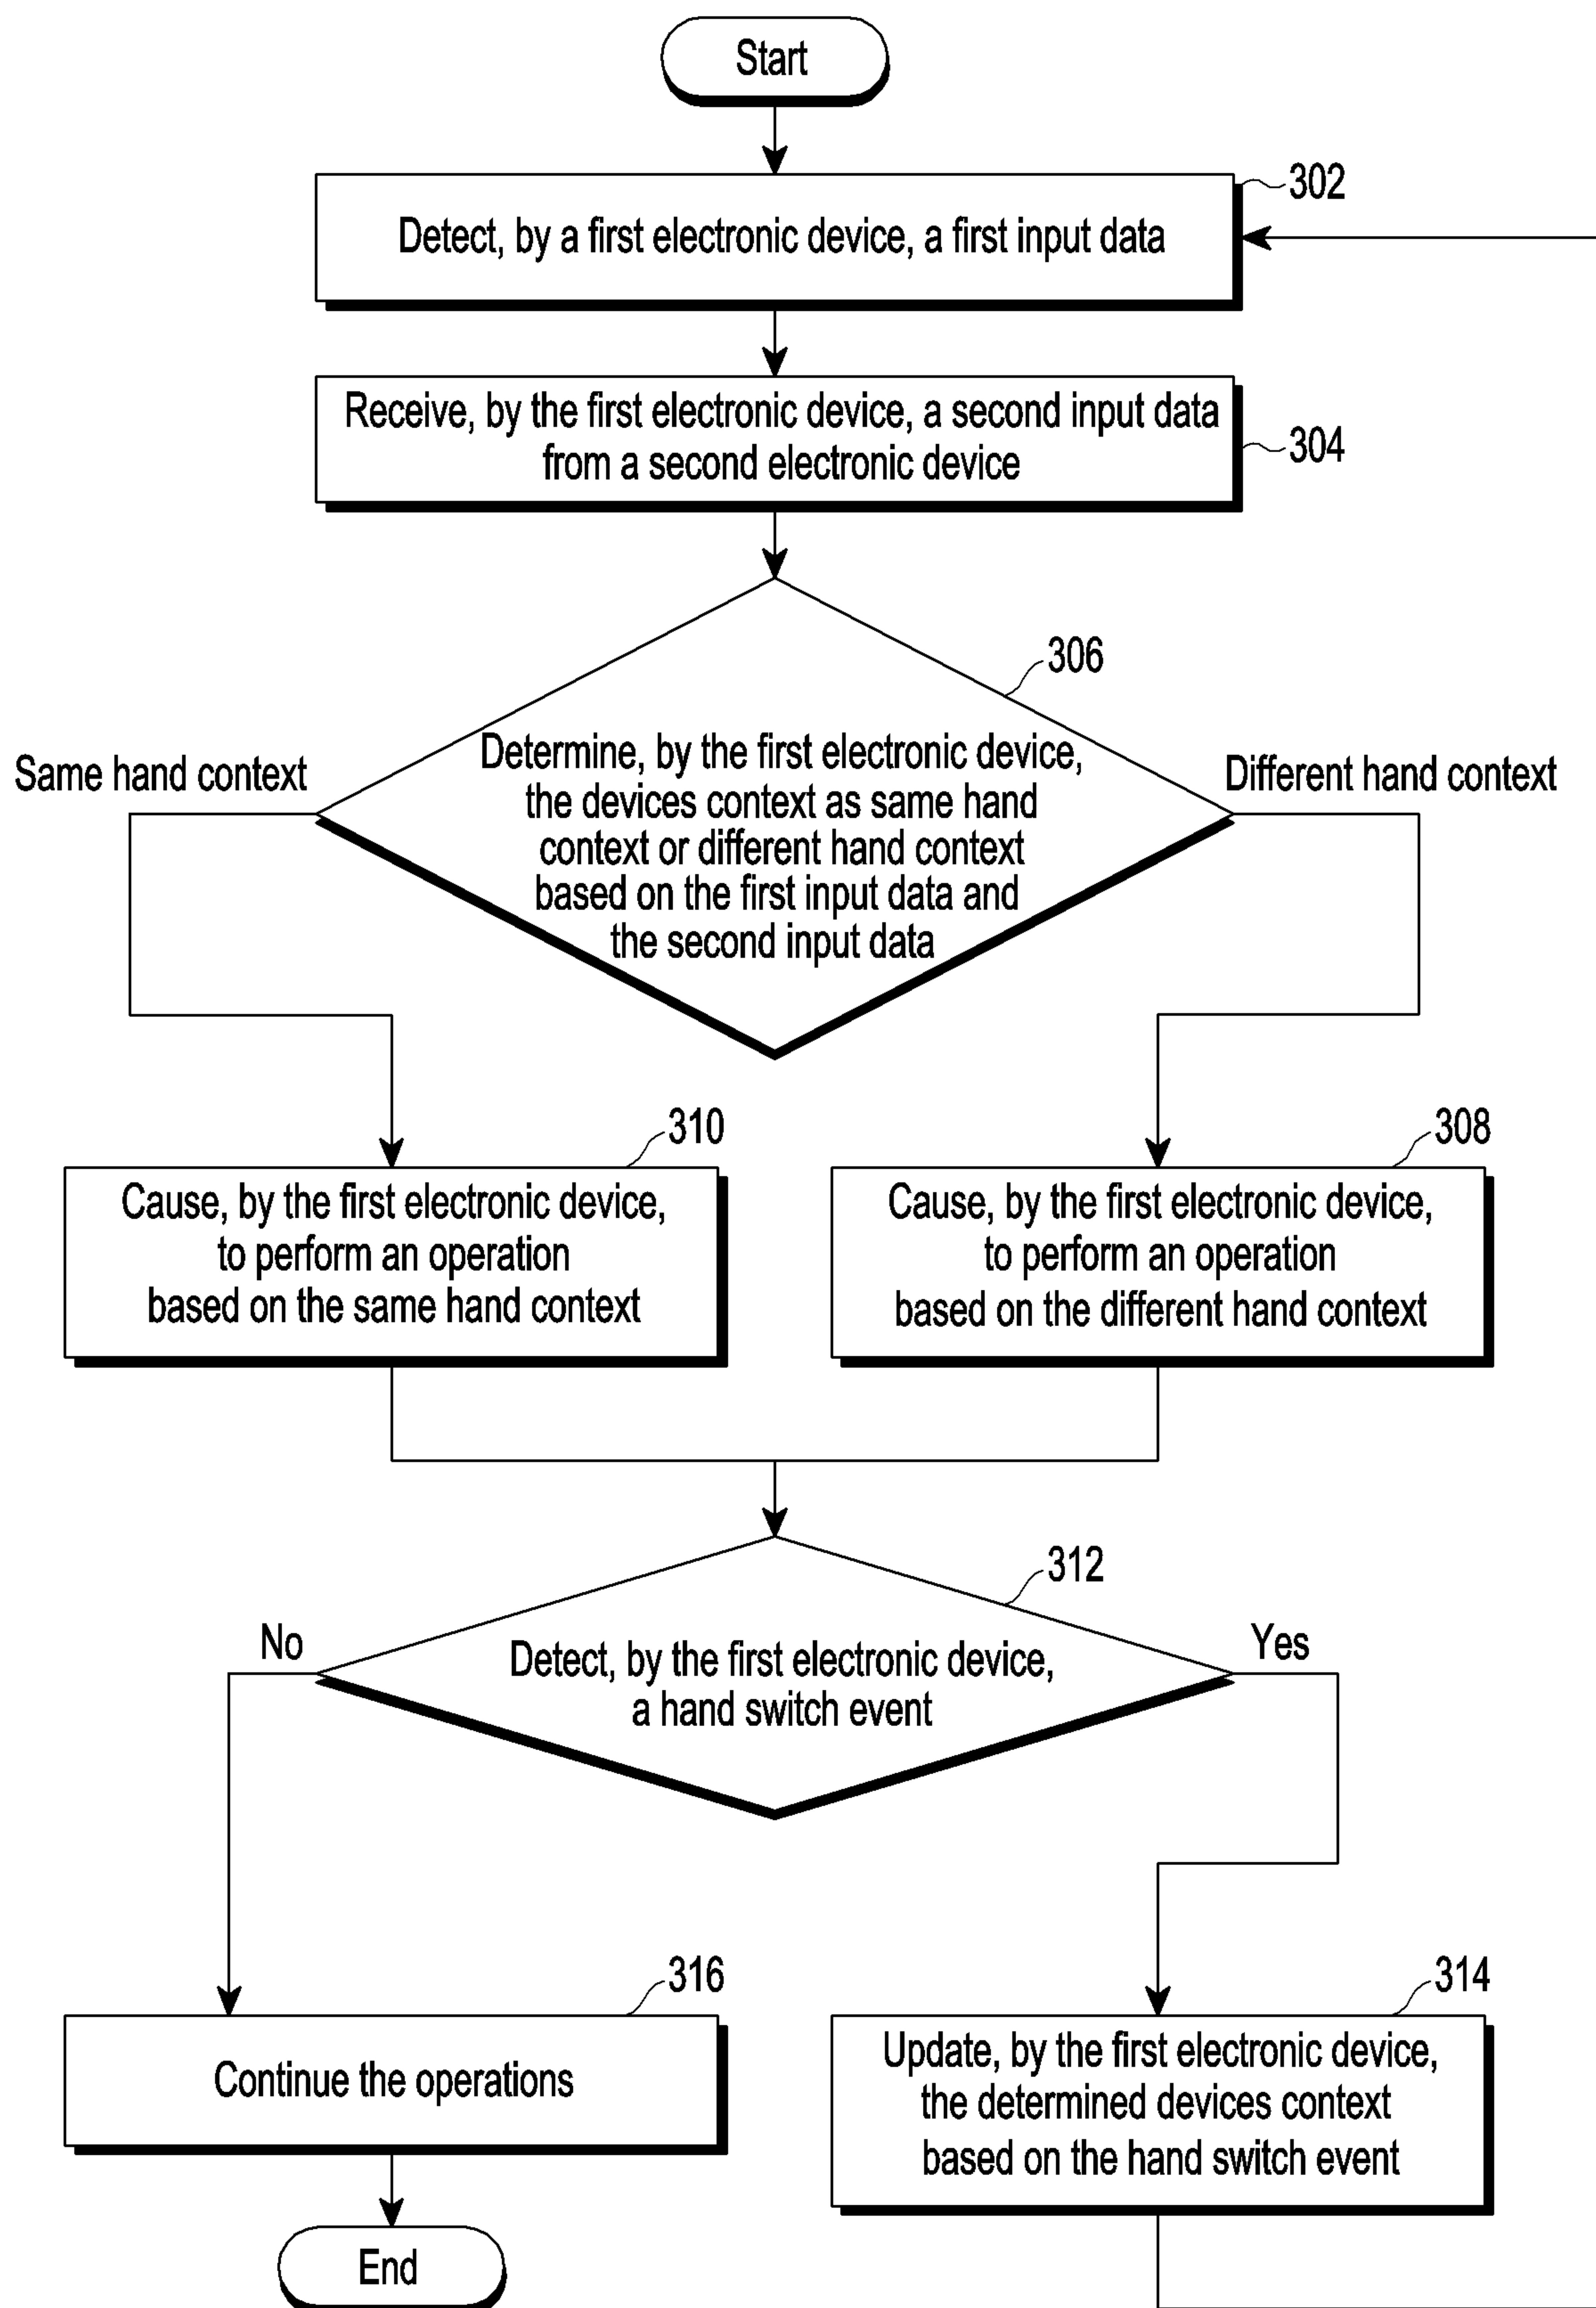 Start
302
Detect, by a first electronic device, a first input data
Receive, by the first electronic device, a second input data
from a second electronic device
304
306
Same hand context
Different hand context
Determine, by the first electronic device,
the devices context as same hand
context or different hand context
based on the first input data and
the second input data
310
308
Cause, by the first electronic device,
to perform an operation
based on the same hand context
Cause, by the first electronic device,
to perform an operation
based on the different hand context
312
No
Yes
Detect, by the first electronic device,
a hand switch event
316
314
Continue the operations
Update, by the first electronic device,
the determined devices context
based on the hand switch event
End